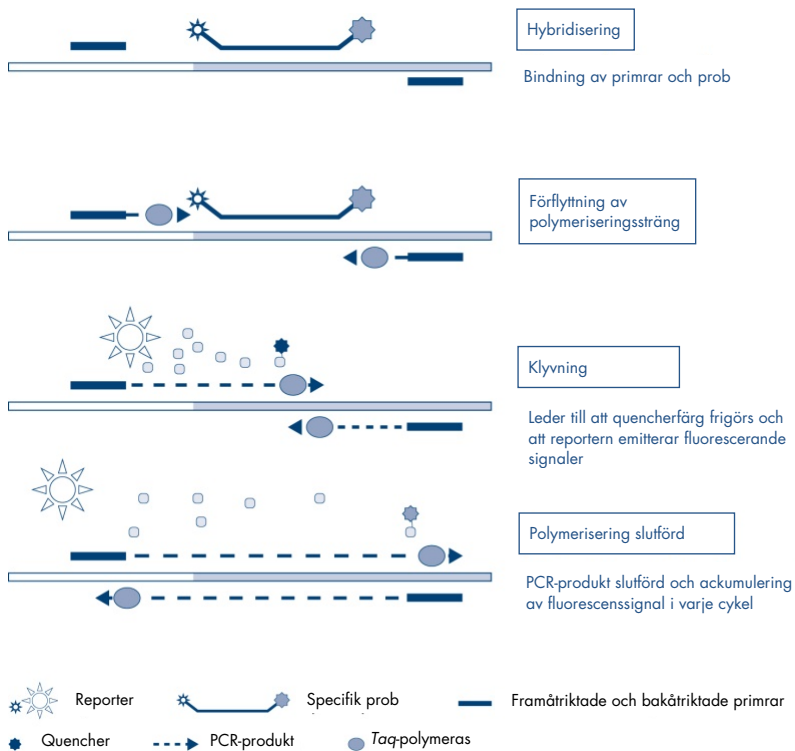 Hybridisering
Bindning av primrar och prob
Förflyttning av
polymeriseringssträng
Klyvning
Leder till att quencherfärg frigörs och
att reportern emitterar fluorescerande
signaler
Polymerisering slutförd
PCR-produkt slutförd och ackumulering
av fluorescenssignal i varje cykel
Reporter
Specifik prob
Framåtriktade och bakåtriktade primrar
Quencher
PCR-produkt
Taq-polymeras